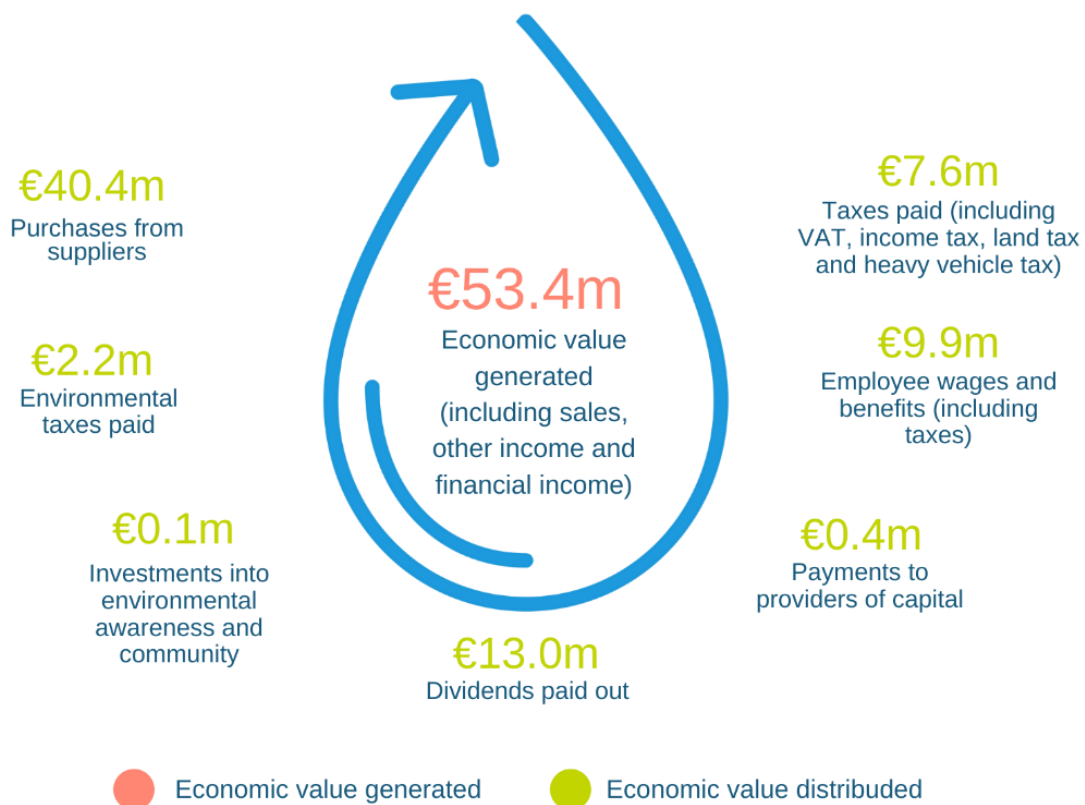 €40.4m
Purchases from
suppliers
€2.2m
Environmental
taxes paid
€0.1m
Investments into
environmental
awareness and
community
€53.4m
Economic value
generated
(including sales,
other income and
financial income)
€13.0m
Dividends paid out
€7.6m
Taxes paid (including
VAT, income tax, land tax
and heavy vehicle tax)
€9.9m
Employee wages and
benefits (including
taxes)
€0.4m
Payments to
providers of capital
Economic value generated
Economic value distributed